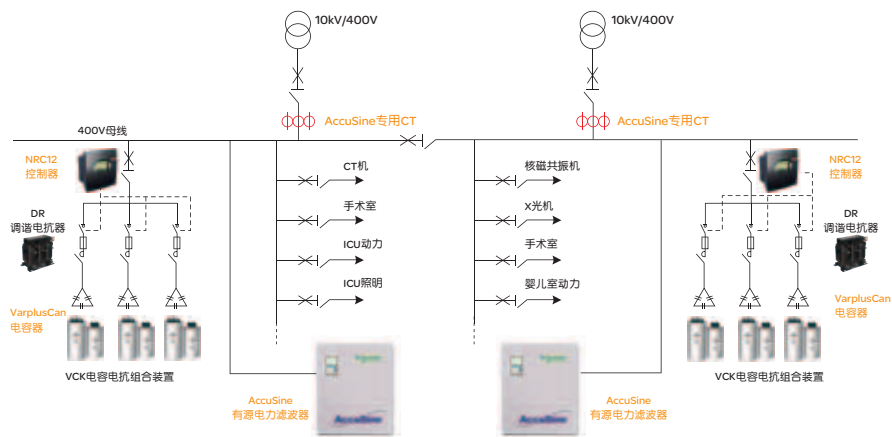 10kV/400V
10kV/400V
AccuSine专用CT
AccuSine专用CT
400V母线
NRC12
控制器
CT机
核磁共振机
NRC12
控制器
手术室
X光机
DR
调谐电抗器
DR
调谐电抗器
ICU动力
手术室
ICU照明
婴儿室动力
VarplusCan
电容器
VarplusCan
电容器
VCK电容电抗组合装置
VCK电容电抗组合装置
Schneider
AccuSine
Schneider
AccuSine
AccuSine
有源电力滤波器
AccuSine
有源电力滤波器